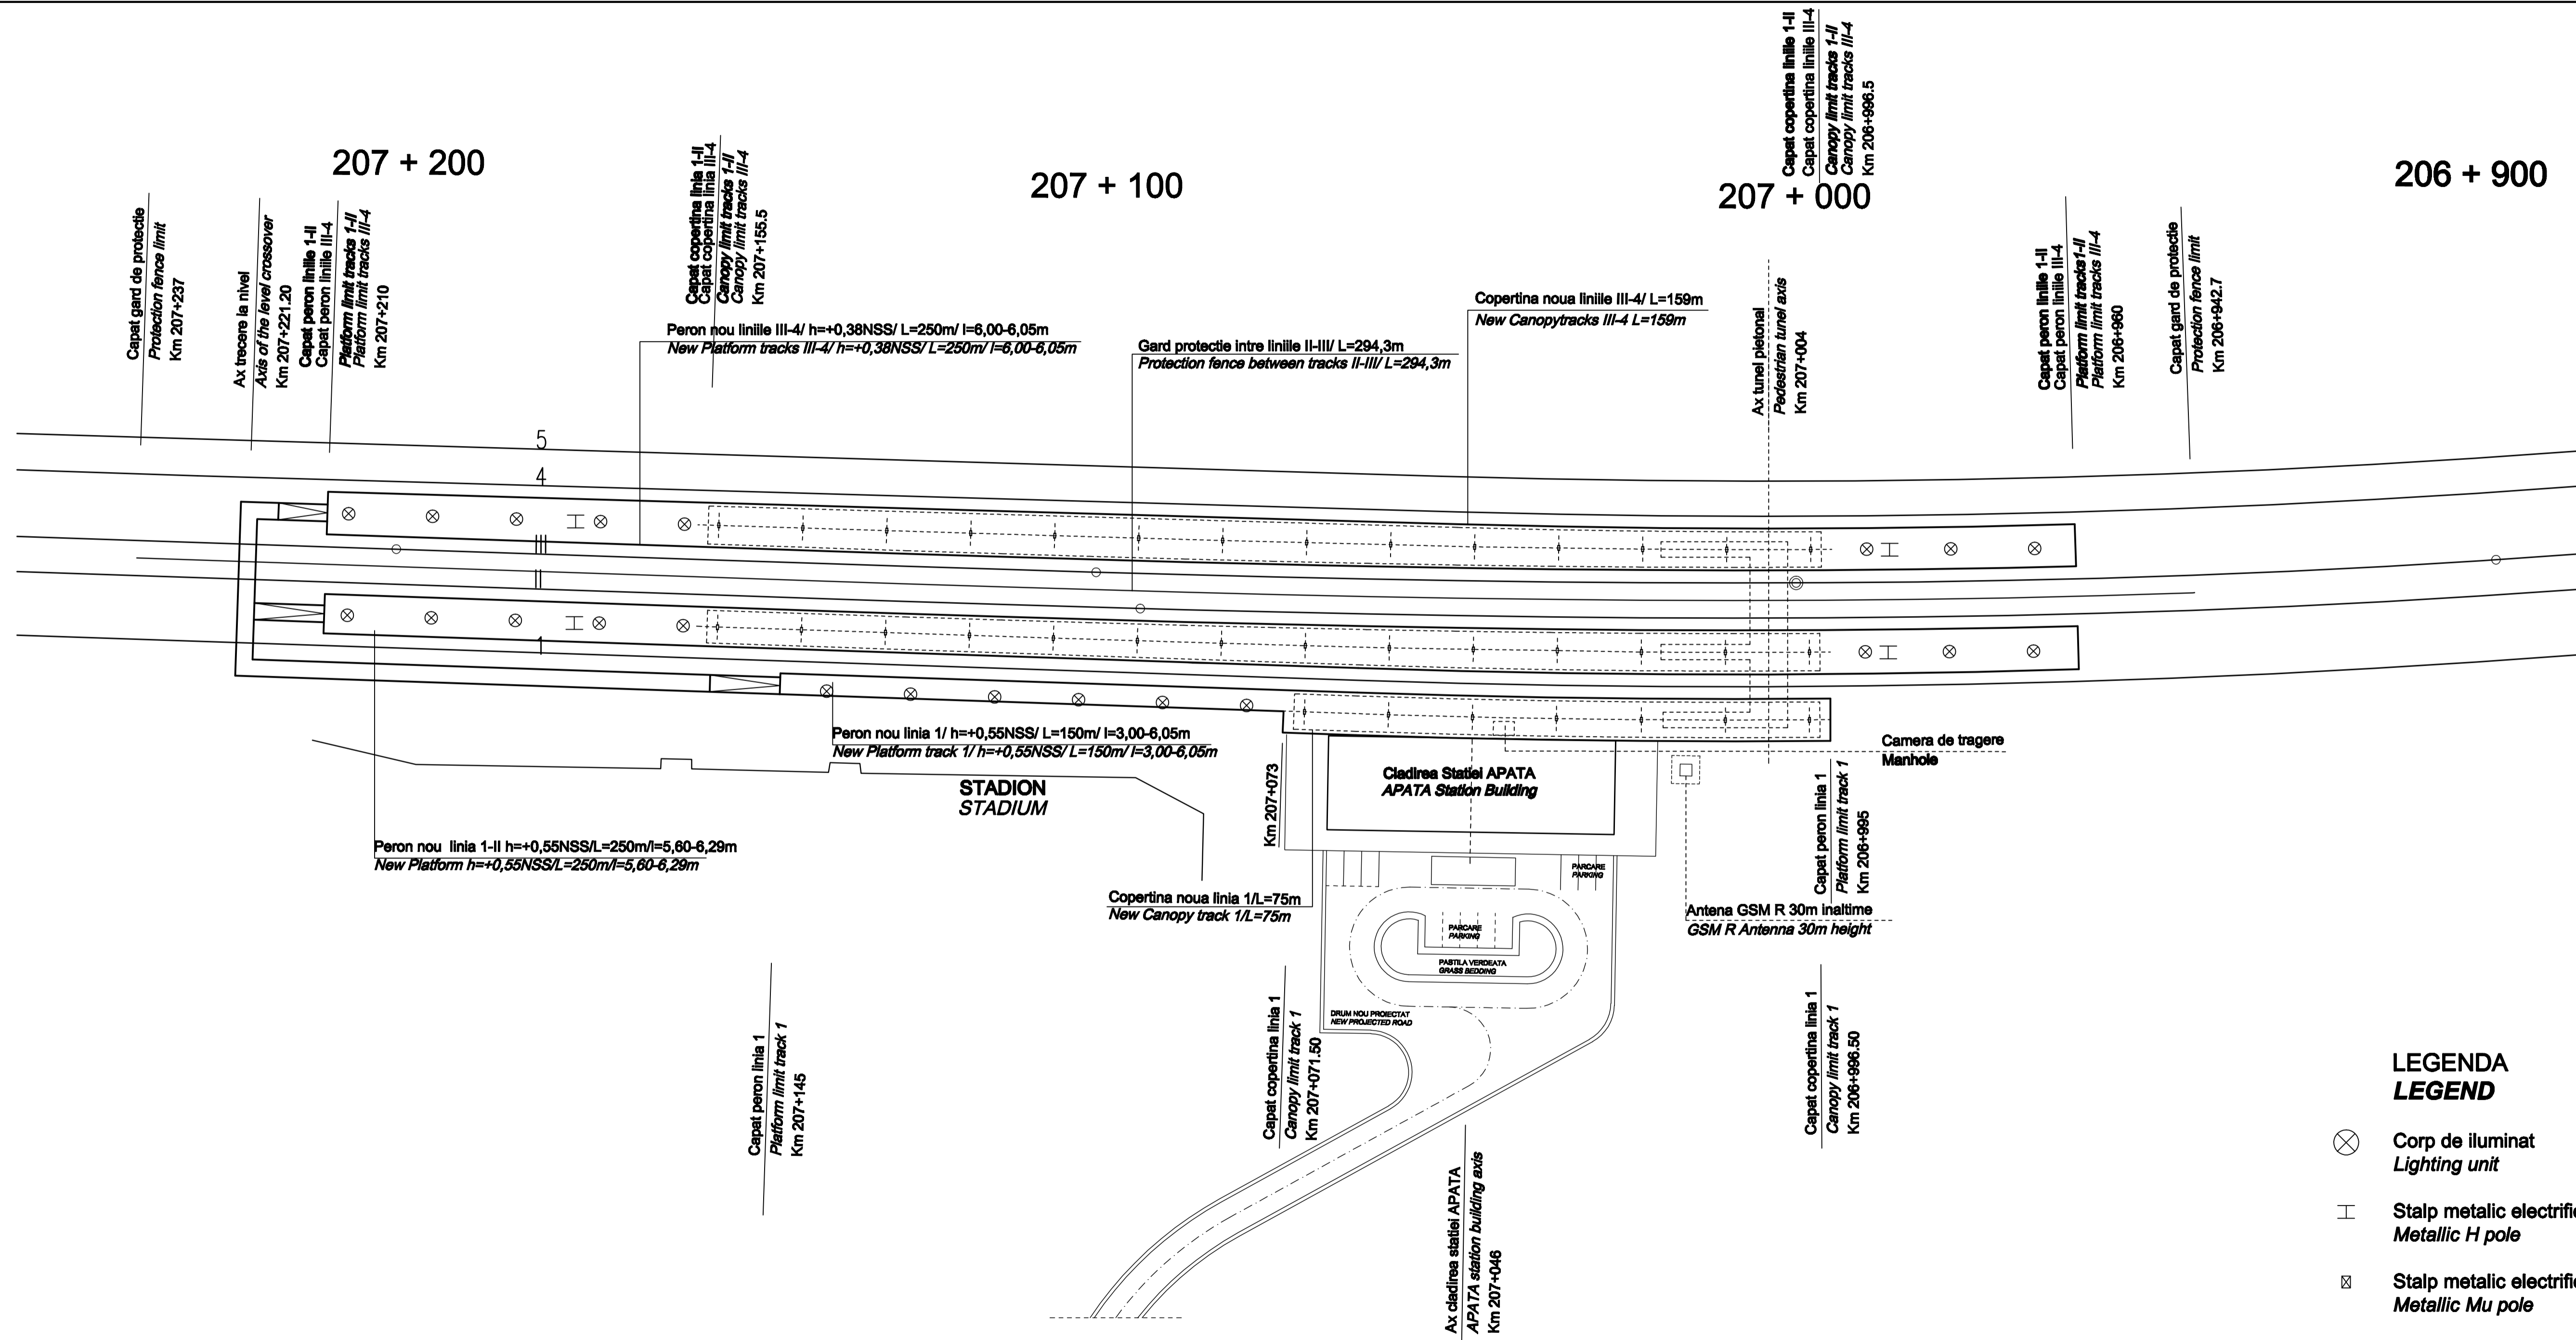 207 + 200
207 + 100
207 + 000
206 + 900
Capat gard de protectie
Protection fence limit
Km 207+237
Ax trecere la nivel
Axis of the level crossover
Km 207+221.20
Capat peron liniile 1-II
Capat peron liniile III-4
Platform limit tracks 1-II
Platform limit tracks III-4
Km 207+210
Capat copertina linia 1-II
Capat copertina linia III-4
Canopy limit tracks 1-II
Canopy limit tracks III-4
Km 207+155.5
Capat copertina liniile 1-II
Capat copertina liniile III-4
Canopy limit tracks 1-II
Canopy limit tracks III-4
Km 206+996.5
Peron nou liniile III-4/ h=+0,38NSS/ L=250m/ l=6,00-6,05m
New Platform tracks III-4/ h=+0,38NSS/ L=250m/ l=6,00-6,05m
Gard protectie intre liniile II-III/ L=294,3m
Protection fence between tracks II-III/ L=294,3m
Copertina noua liniile III-4/ L=159m
New Canopytracks III-4 L=159m
Ax tunel pietonal
Pedestrian tunel axis
Km 207+004
Capat peron liniile 1-II
Capat peron liniile III-4
Platform limit tracks1-II
Platform limit tracks III-4
Km 206+960
Capat gard de protectie
Protection fence limit
Km 206+942.7
5
4
III
II
1
Peron nou linia 1/ h=+0,55NSS/ L=150m/ l=3,00-6,05m
New Platform track 1/ h=+0,55NSS/ L=150m/ l=3,00-6,05m
STADION
STADIUM
Peron nou linia 1-II h=+0,55NSS/L=250m/l=5,60-6,29m
New Platform h=+0,55NSS/L=250m/l=5,60-6,29m
Km 207+073
Cladirea Statiei APATA
APATA Station Building
Camera de tragere
Manhole
Capat peron linia 1
Platform limit track 1
Km 206+995
Copertina noua linia 1/L=75m
New Canopy track 1/L=75m
PARCARE
PARKING
PARCARE
PARKING
PASTILA VERDEATA
GRASS BEDDING
DRUM NOU PROIECTAT
NEW PROJECTED ROAD
Antena GSM R 30m inaltime
GSM R Antenna 30m height
Capat peron linia 1
Platform limit track 1
Km 207+145
Capat copertina linia 1
Canopy limit track 1
Km 207+071.50
Ax cladirea statiei APATA
APATA station building axis
Km 207+046
Capat copertina linia 1
Canopy limit track 1
Km 206+996.50
LEGENDA
LEGEND
Corp de iluminat
Lighting unit
Stalp metalic
Metallic H pole
Stalp metalic
Metallic Mu pole